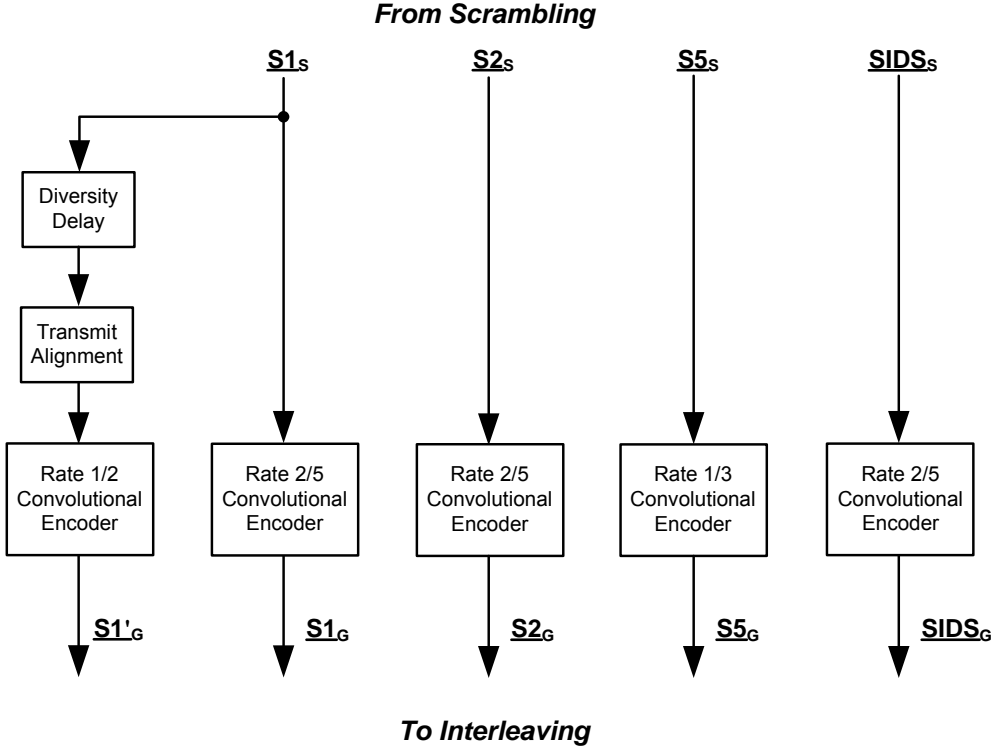 From Scrambling
S1S
S2S
S5S
SIDSS
Diversity
Delay
Transmit
Alignment
Rate 1/2
Convolutional
Encoder
Rate 2/5
Convolutional
Encoder
Rate 2/5
Convolutional
Encoder
Rate 1/3
Convolutional
Encoder
Rate 2/5
Convolutional
Encoder
S1'G
S1G
S2G
S5G
SIDSG
To Interleaving